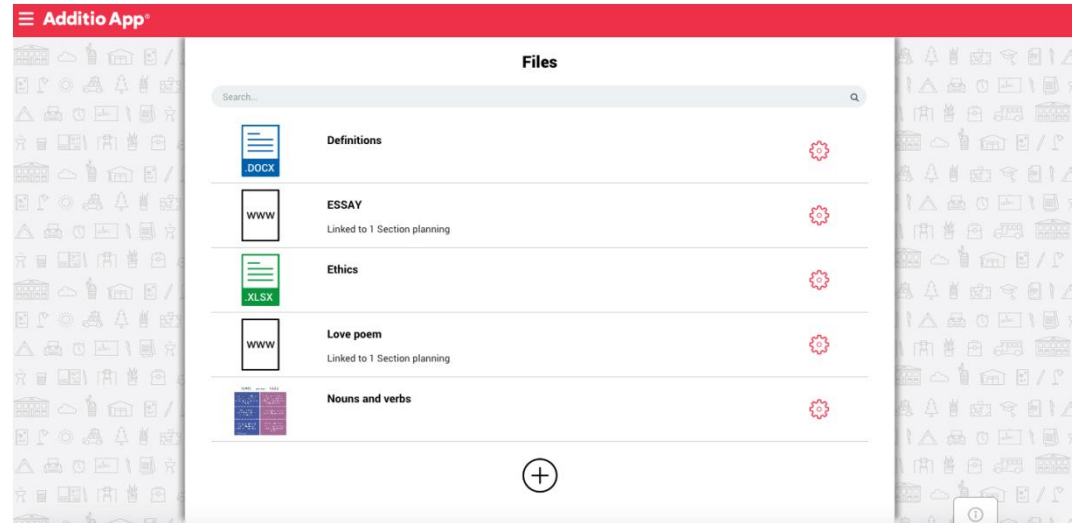 Additio App®
Files
Search...
.DOCX
Definitions
WWW
ESSAY
Linked to 1 Section planning
.XLSX
Ethics
WWW
Love poem
Linked to 1 Section planning
Nouns and verbs